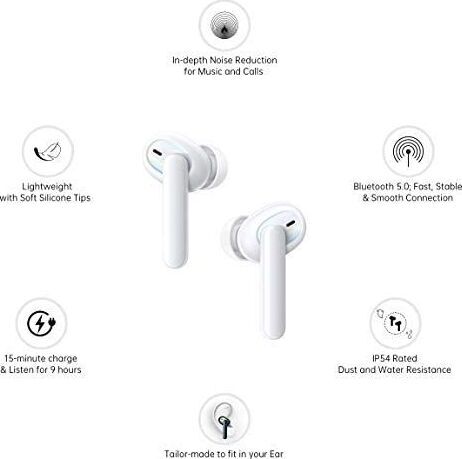 In-depth Noise Reduction
for Music and Calls
Lightweight
with Soft Silicone Tips
Bluetooth 5.0; Fast, Stable
& Smooth Connection
15-minute charge
& Listen for 9 hours
IP54 Rated
Dust and Water Resistance
Tailor-made to fit in your Ear